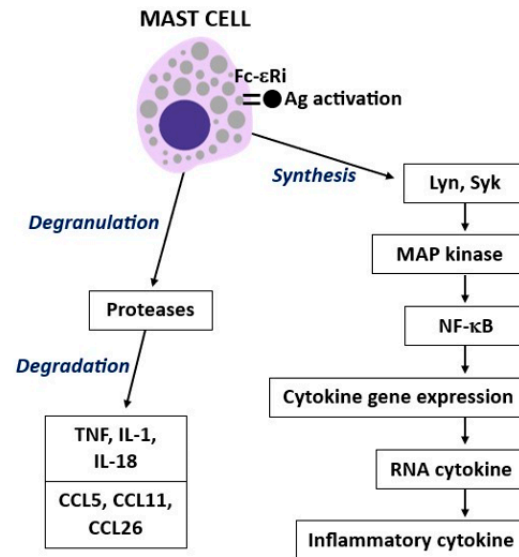 MAST CELL
Fc-εRi
Ag activation
Synthesis
Degranulation
Lyn, Syk
MAP kinase
Proteases
NF-κB
Degradation
Cytokine gene expression
TNF, IL-1,
IL-18
RNA cytokine
CCL5, CCL11,
CCL26
Inflammatory cytokine